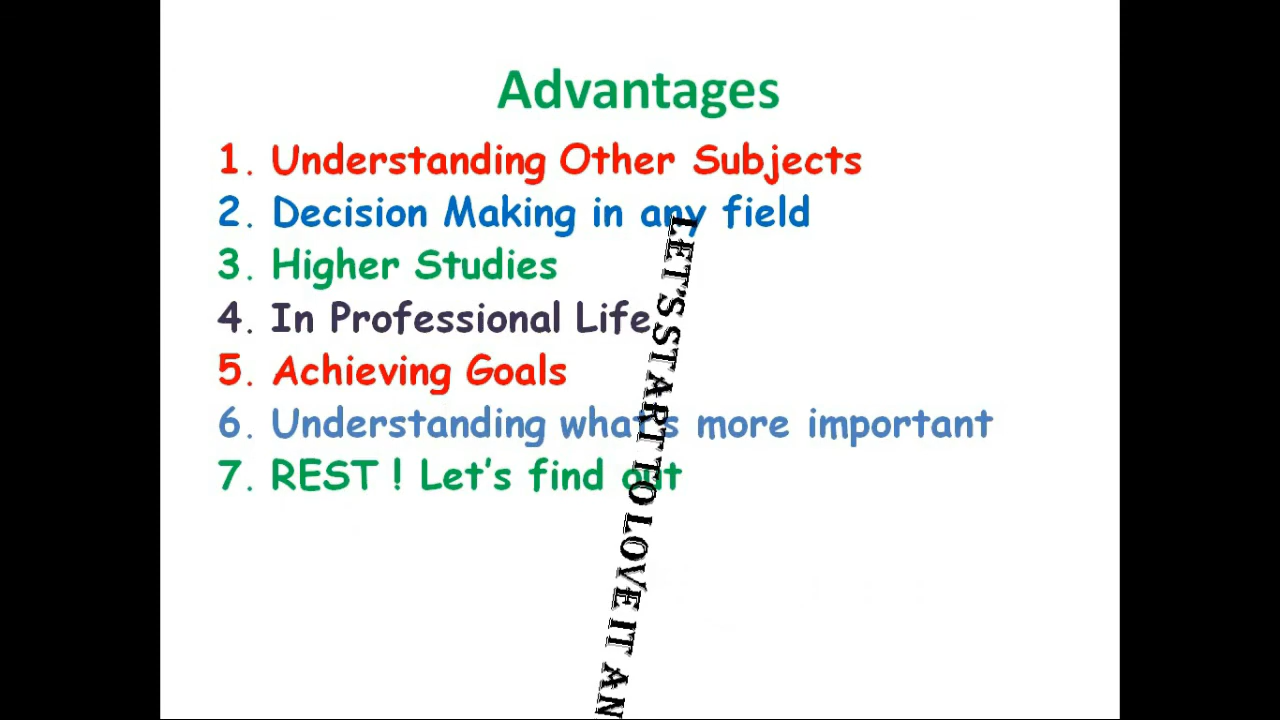 Advantages
1. Understanding Other Subjects
2. Decision Making in any field
3. Higher Studies
4. In Professional Life
5. Achieving Goals
6. Understanding what's more important
7. REST ! Let's find out
LET'S START TO LOVE IT AN